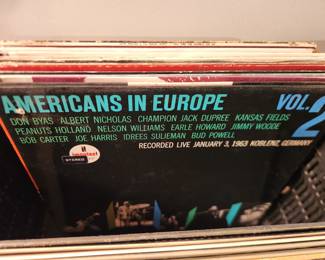 AMERICANS IN EUROPE VOL. 2
DON BYAS ALBERT NICHOLAS CHAMPION JACK DUPREE KANSAS FIELDS
PEANUTS HOLLAND NELSON WILLIAMS EARLE HOWARD JIMMY WOODE
BOB CARTER JOE HARRIS IDREES SULIEMAN BUD POWELL
RECORDED LIVE JANUARY 3, 1963 KOBLENZ, GERMANY
impulse!
STEREO